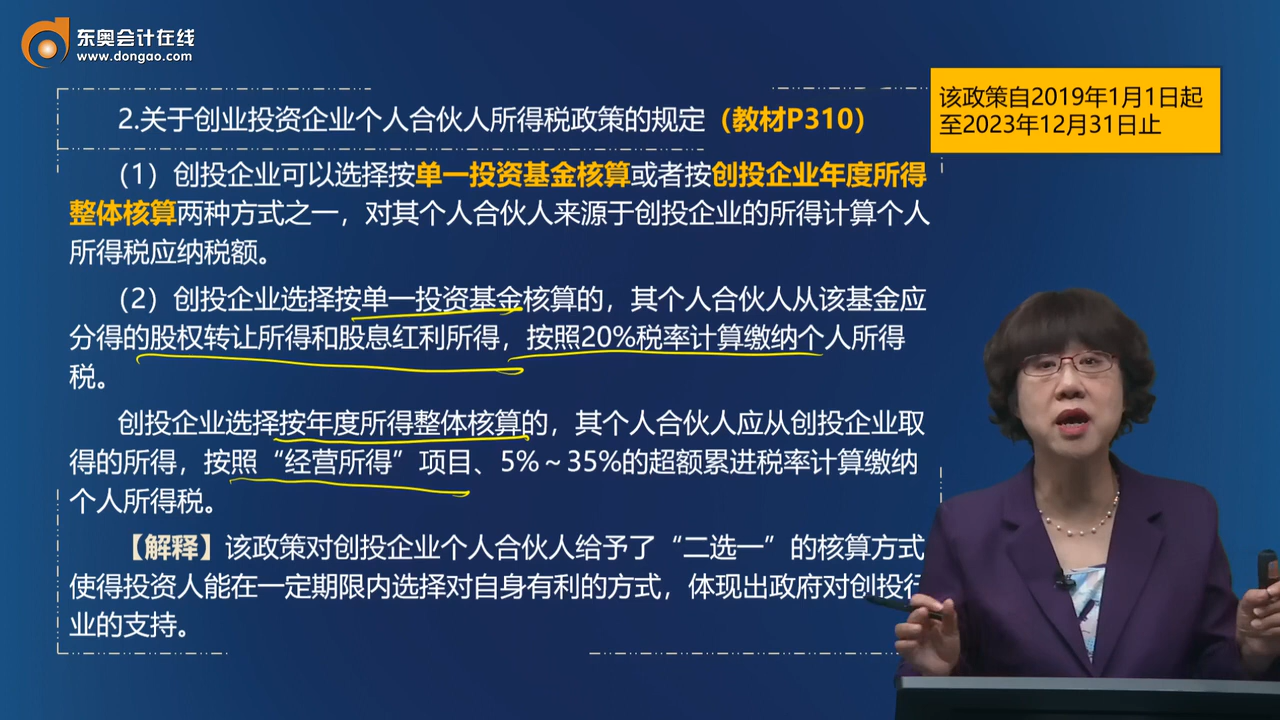 东奥会计在线
www.dongao.com
该政策自2019年1月1日起
至2023年12月31日止
2.关于创业投资企业个人合伙人所得税政策的规定（教材P310）
（1）创投企业可以选择按单一投资基金核算或者按创投企业年度所得
整体核算两种方式之一，对其个人合伙人来源于创投企业的所得计算个人
所得税应纳税额。
（2）创投企业选择按单一投资基金核算的，其个人合伙人从该基金应
分得的股权转让所得和股息红利所得，按照20%税率计算缴纳个人所得
税。
创投企业选择按年度所得整体核算的，其个人合伙人应从创投企业取
得的所得，按照“经营所得”项目、5%～35%的超额累进税率计算缴纳
个人所得税。
【解释】该政策对创投企业个人合伙人给予了“二选一”的核算方式
使得投资人能在一定期限内选择对自身有利的方式，体现出政府对创投行
业的支持。